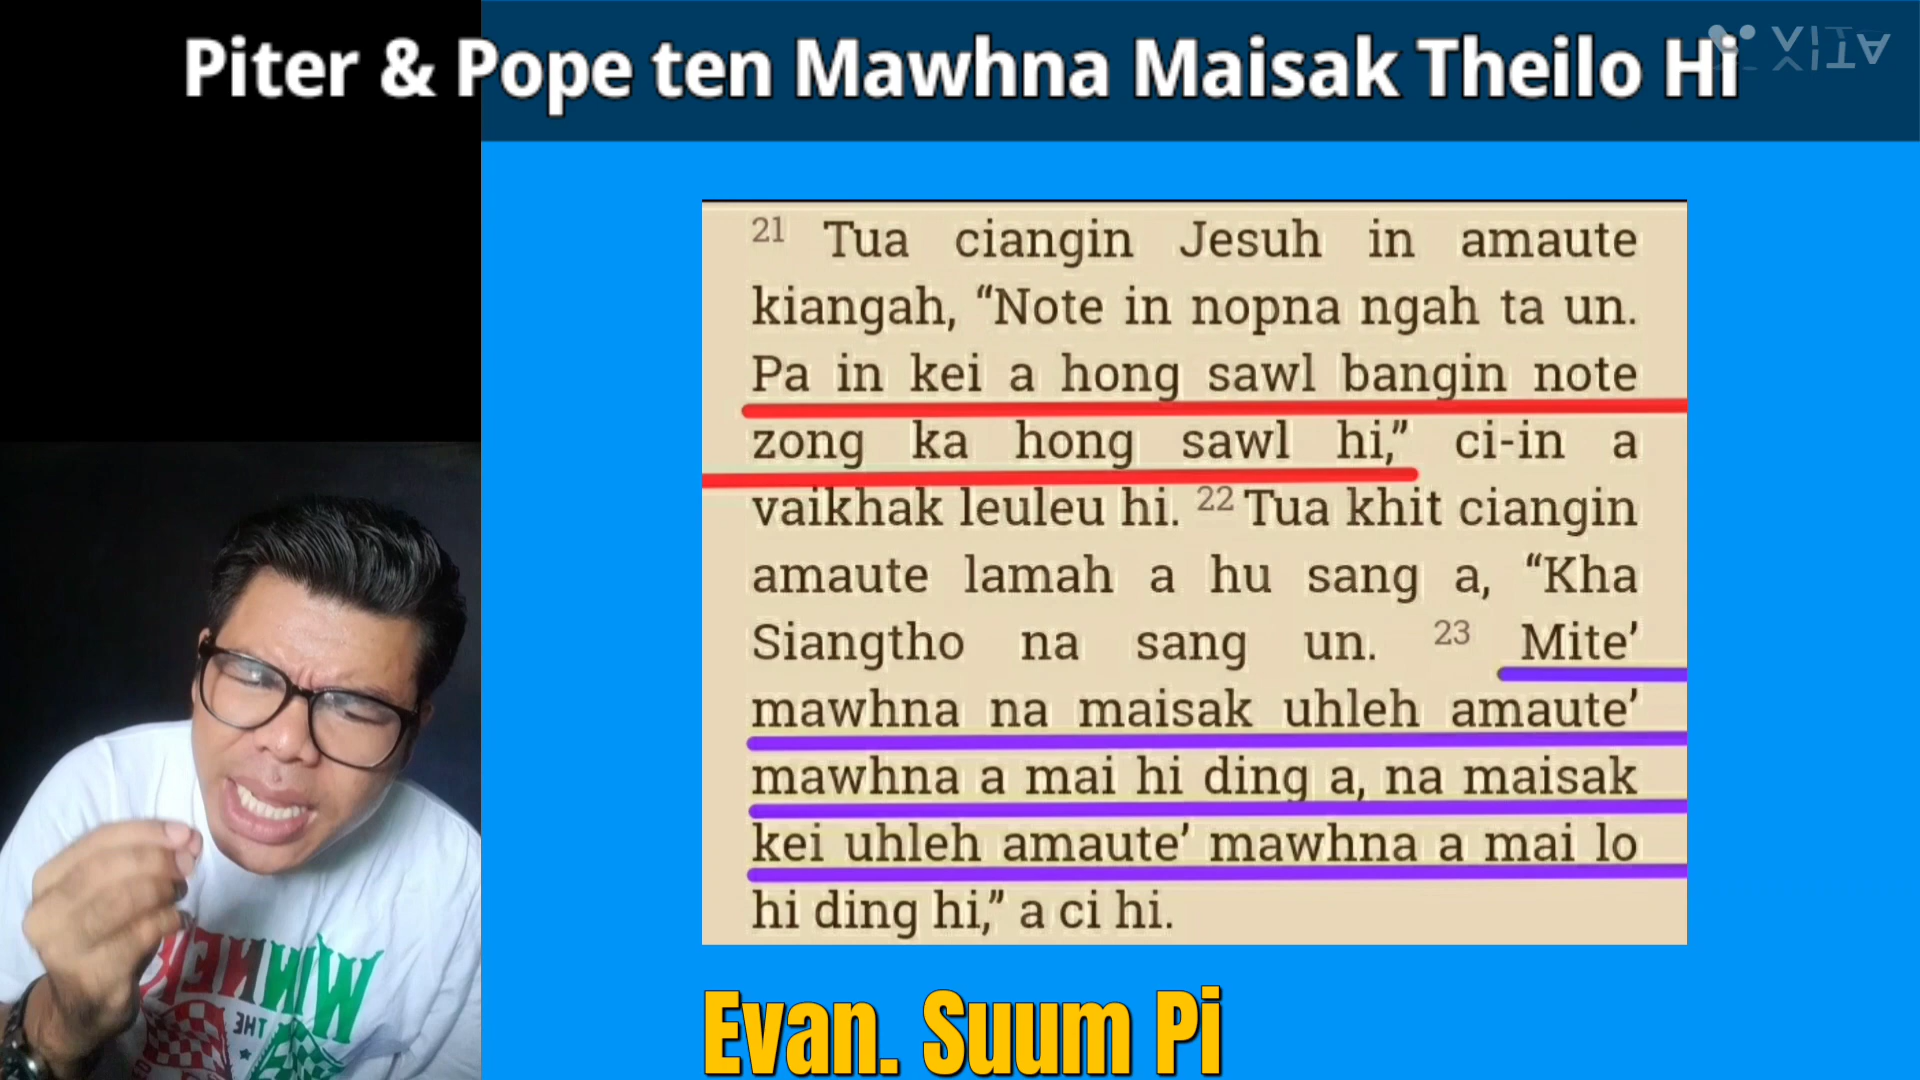 Piter & Pope ten Mawhna Maisak Theilo Hi
VITA
21 Tua ciangin Jesuh in amaute
kiangah, “Note in nopna ngah ta un.
Pa in kei a hong sawl bangin note
zong ka hong sawl hi,” ci-in a
vaikhak leuleu hi. 22 Tua khit ciangin
amaute lamah a hu sang a, “Kha
Siangtho na sang un. 23 Mite’
mawhna na maisak uhleh amaute’
mawhna a mai hi ding a, na maisak
kei uhleh amaute’ mawhna a mai lo
hi ding hi,” a ci hi.
WINNER
THE
Evan. Suum Pi